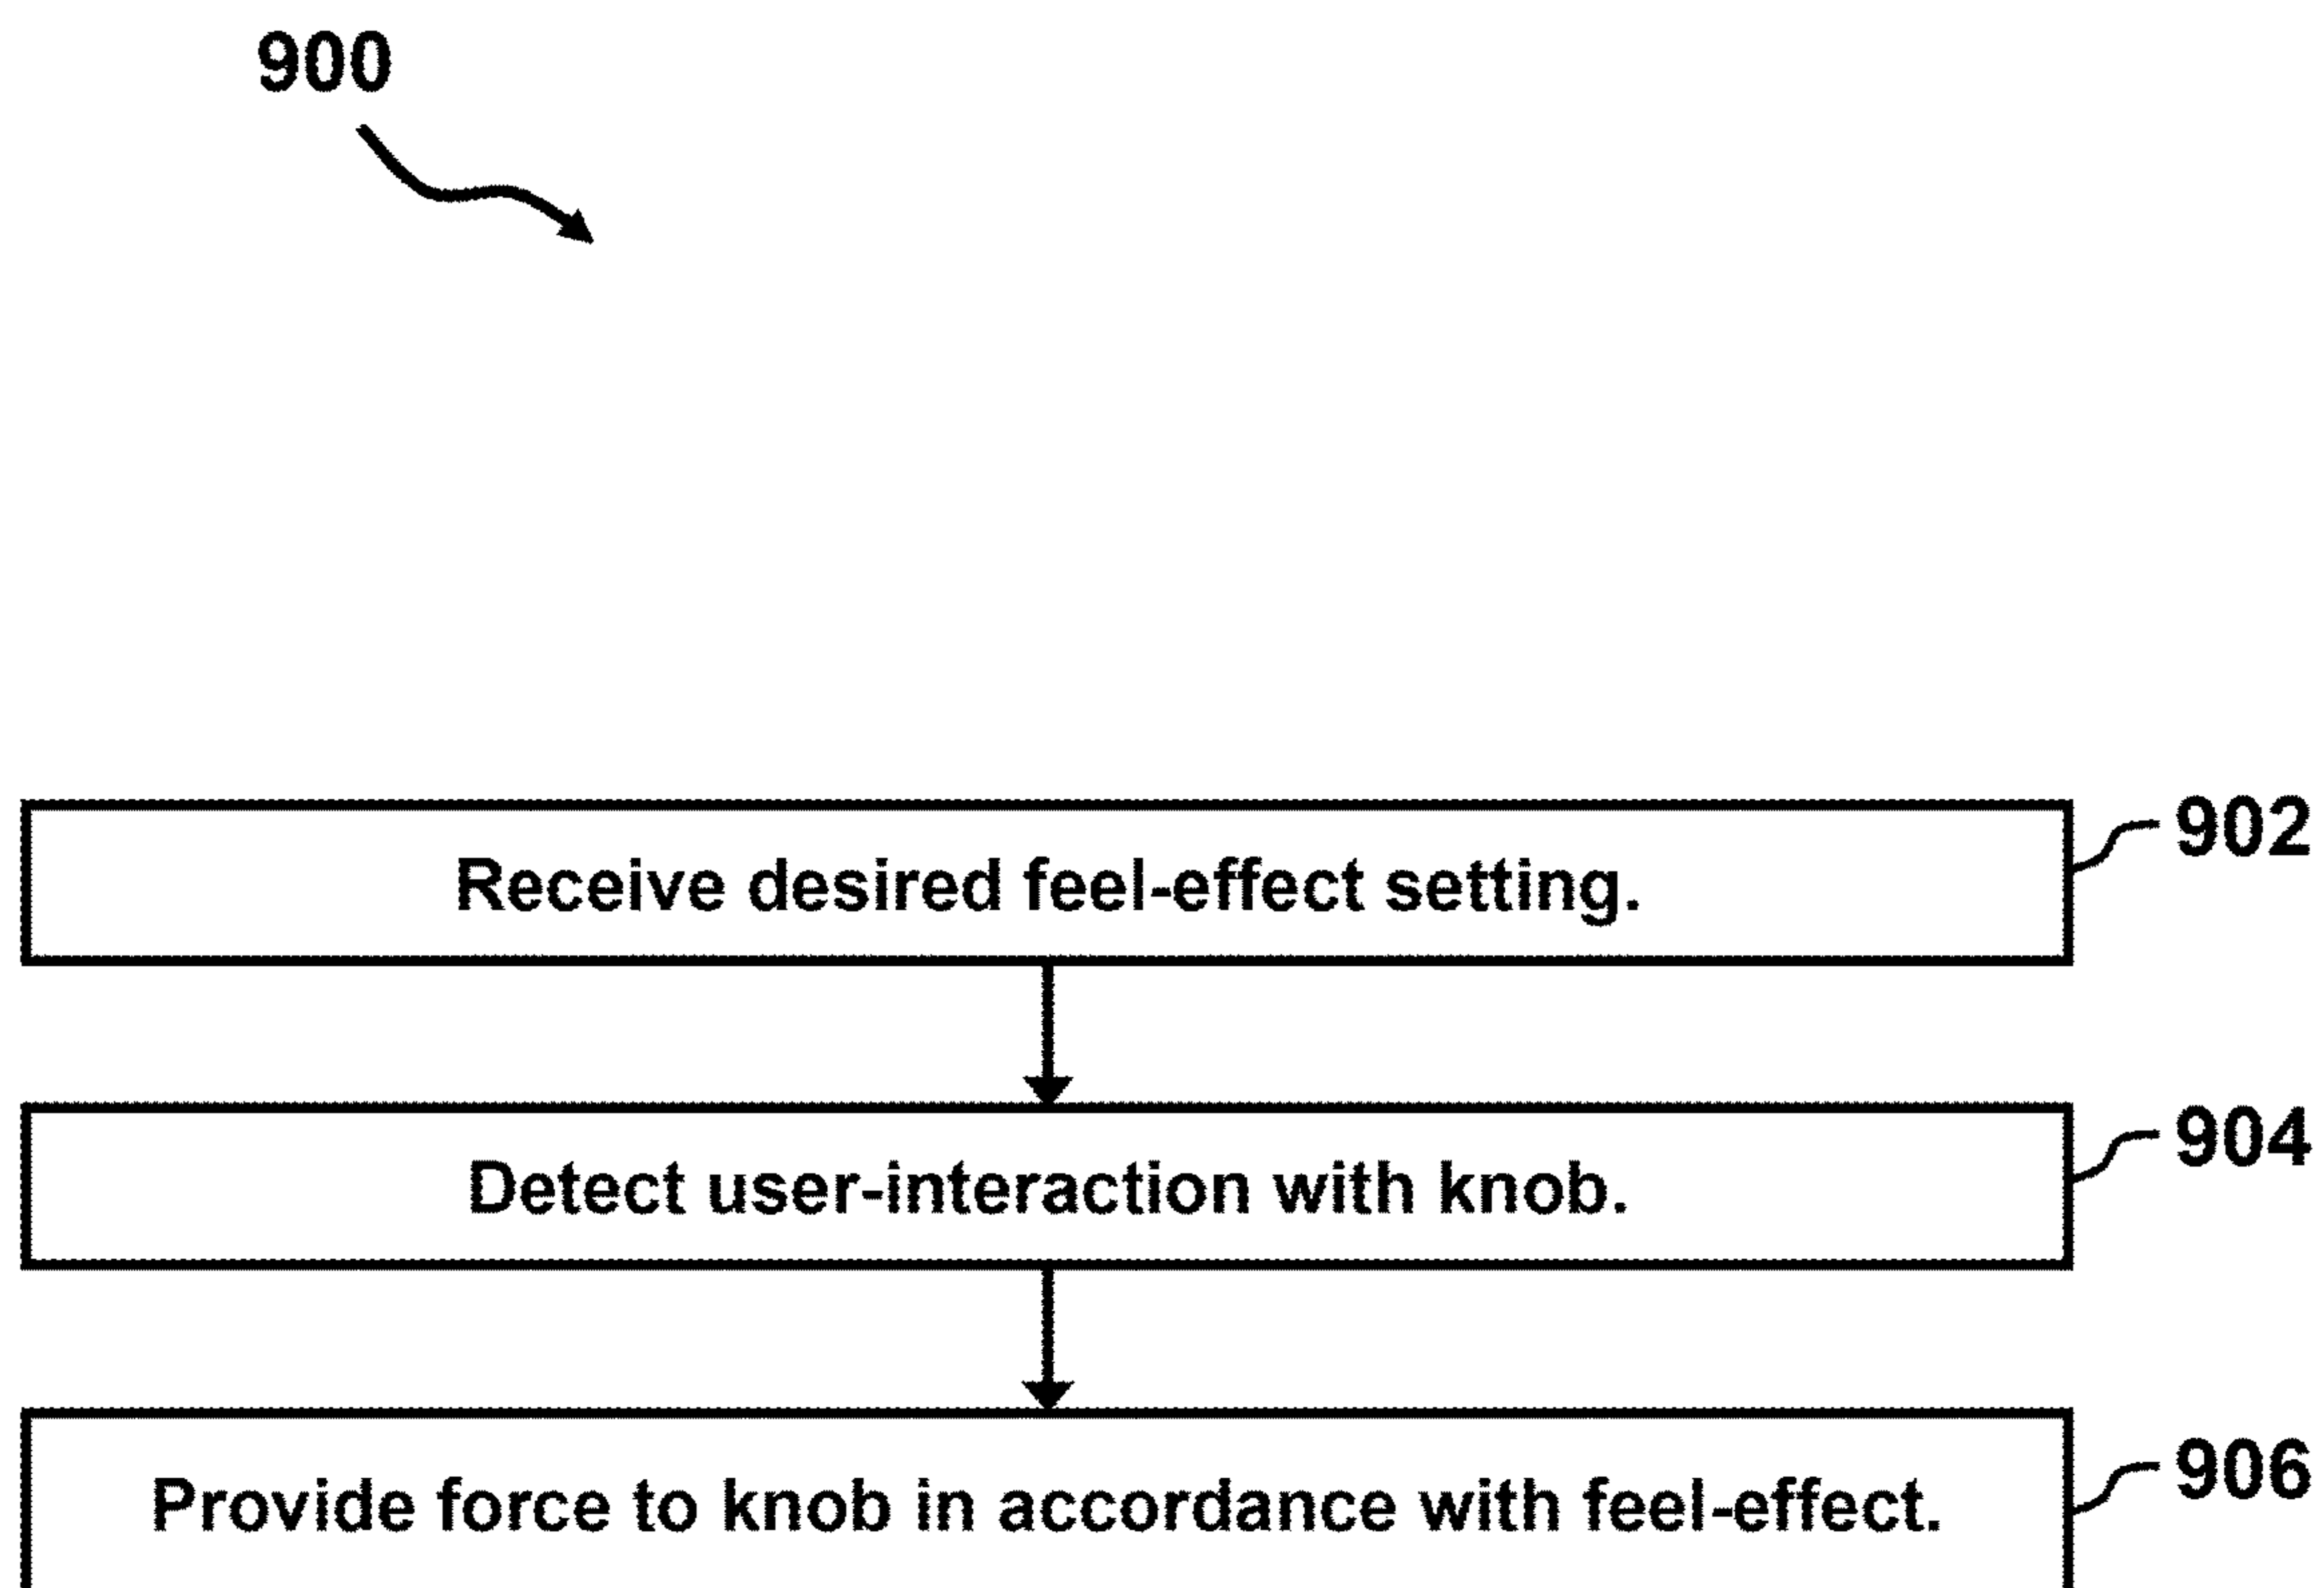 900
Receive desired feel-effect setting.
902
Detect user-interaction with knob.
904
Provide force to knob in accordance with feel-effect.
906